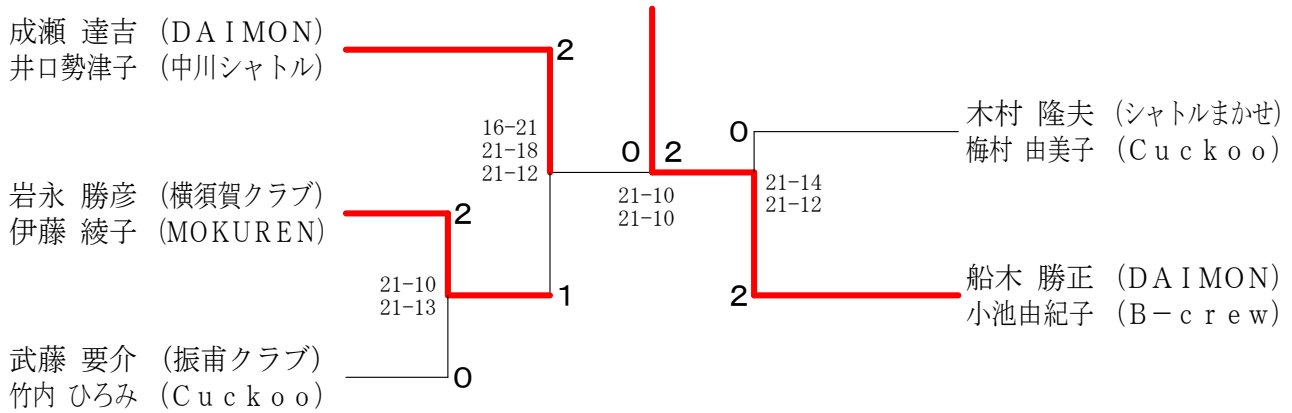 成瀬 達吉 (DAIMON)
井口勢津子 (中川シャトル)
2
16-21
21-18
21-12
岩永 勝彦 (横須賀クラブ)
伊藤 綾子 (MOKUREN)
2
21-10
21-13
1
武藤 要介 (振甫クラブ)
竹内 ひろみ (Cuckoo)
0
0 2
21-10
21-10
0
木村 隆夫 (シャトルまかせ)
梅村 由美子 (Cuckoo)
21-14
21-12
2
船木 勝正 (DAIMON)
小池由紀子 (B-crew)